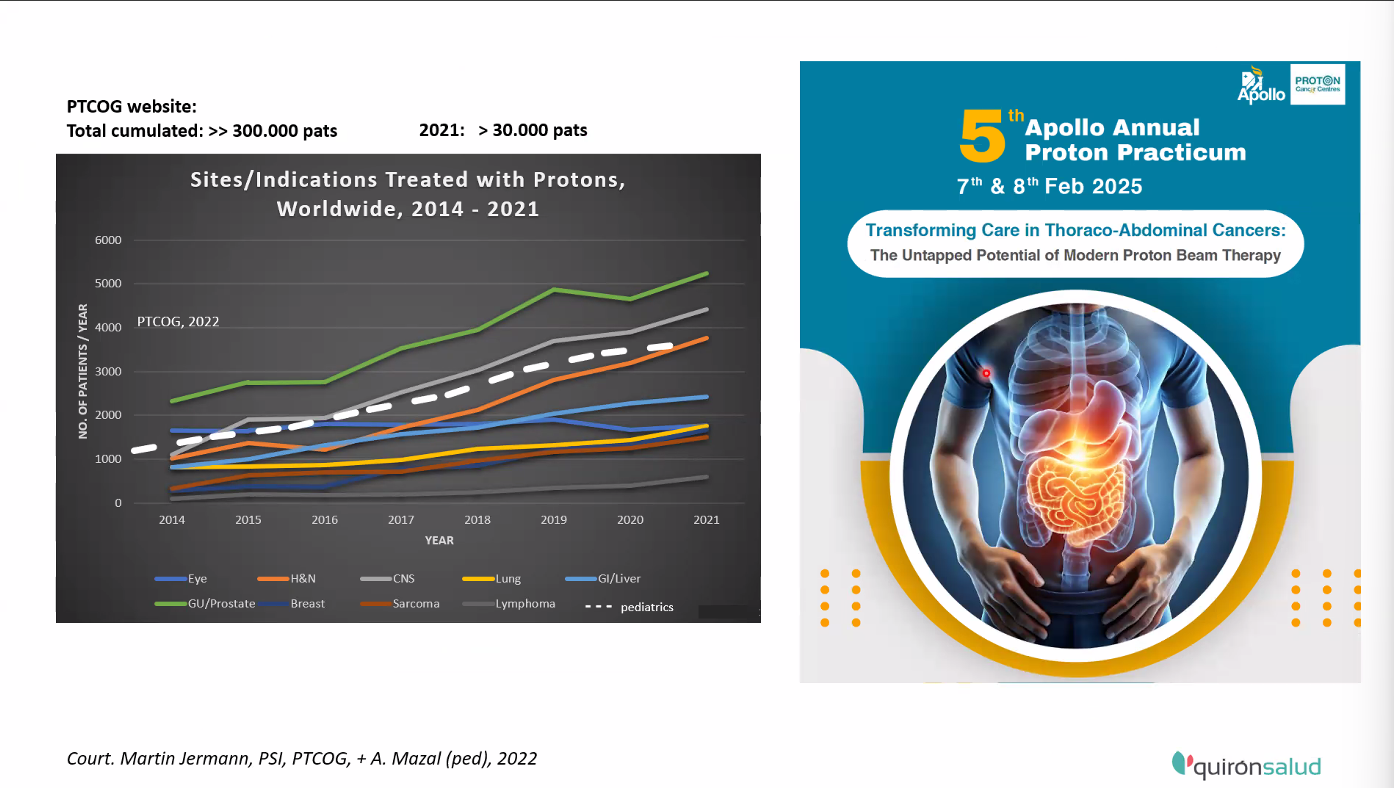 PTCOG website:
Total cumulated: >> 300.000 pats
2021: > 30.000 pats
Sites/Indications Treated with Protons,
Worldwide, 2014 - 2021
NO. OF PATIENTS / YEAR
6000
5000
4000
3000
2000
1000
0
PTCOG, 2022
2014 2015 2016 2017 2018 2019 2020 2021
YEAR
Eye H&N CNS Lung GI/Liver
GU/Prostate Breast Sarcoma Lymphoma pediatrics
Apollo
PROTON
Cancer Centres
5th Apollo Annual
Proton Practicum
7th & 8th Feb 2025
Transforming Care in Thoraco-Abdominal Cancers:
The Untapped Potential of Modern Proton Beam Therapy
Court. Martin Jermann, PSI, PTCOG, + A. Mazal (ped), 2022
quirónsalud